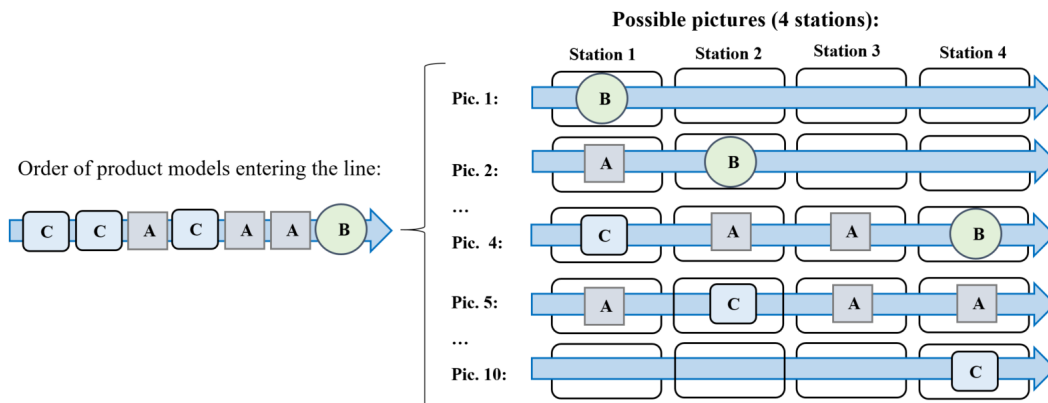 Possible pictures (4 stations):
Station 1 Station 2 Station 3 Station 4
Pic. 1: B
Order of product models entering the line:
C C A C A A B
Pic. 2: A B
...
Pic. 4: C A A B
Pic. 5: A C A A
...
Pic. 10: C